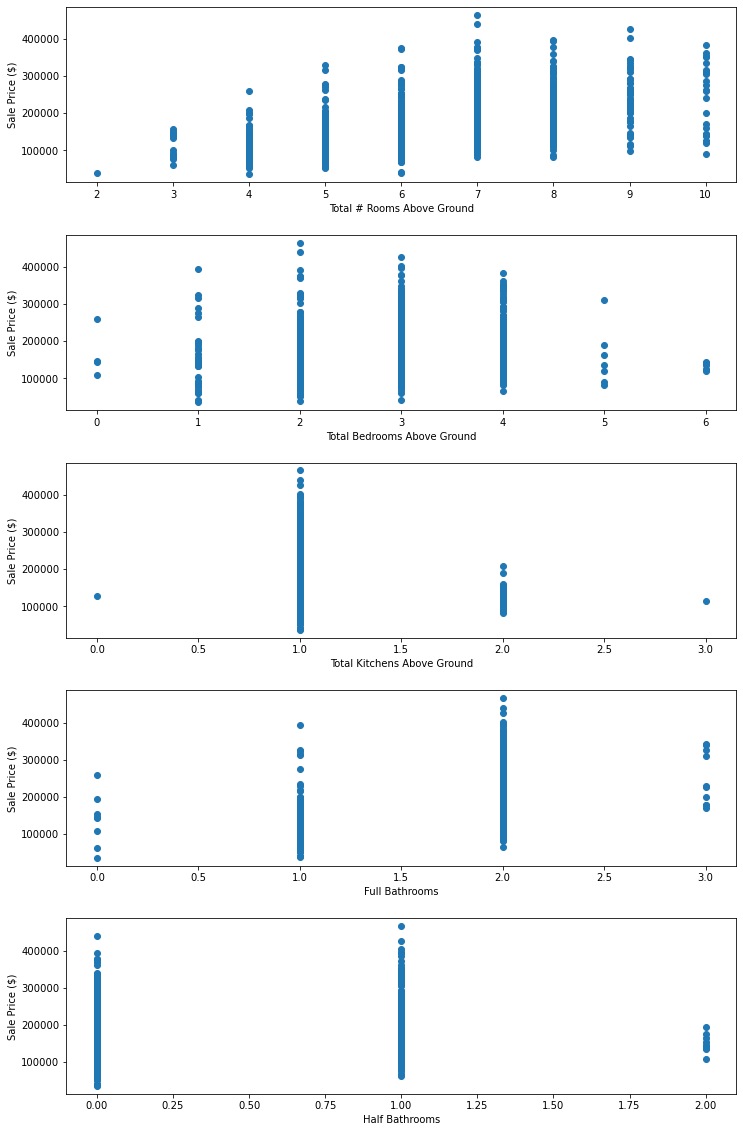 400000
300000
200000
100000
Sale Price ($)
2 3 4 5 6 7 8 9 10
Total # Rooms Above Ground
400000
300000
200000
100000
Sale Price ($)
0 1 2 3 4 5 6
Total Bedrooms Above Ground
400000
300000
200000
100000
Sale Price ($)
0.0 0.5 1.0 1.5 2.0 2.5 3.0
Total Kitchens Above Ground
400000
300000
200000
100000
Sale Price ($)
0.0 0.5 1.0 1.5 2.0 2.5 3.0
Full Bathrooms
400000
300000
200000
100000
Sale Price ($)
0.00 0.25 0.50 0.75 1.00 1.25 1.50 1.75 2.00
Half Bathrooms